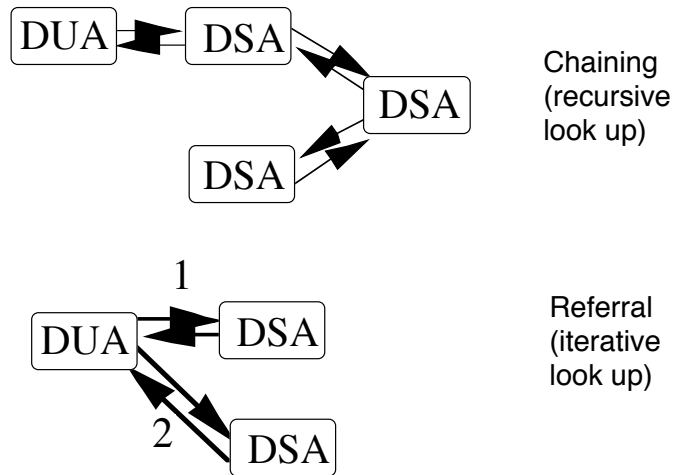 DUA
DSA
DSA
DSA
Chaining
(recursive
look up)
1
DUA
DSA
2
DSA
Referral
(iterative
look up)